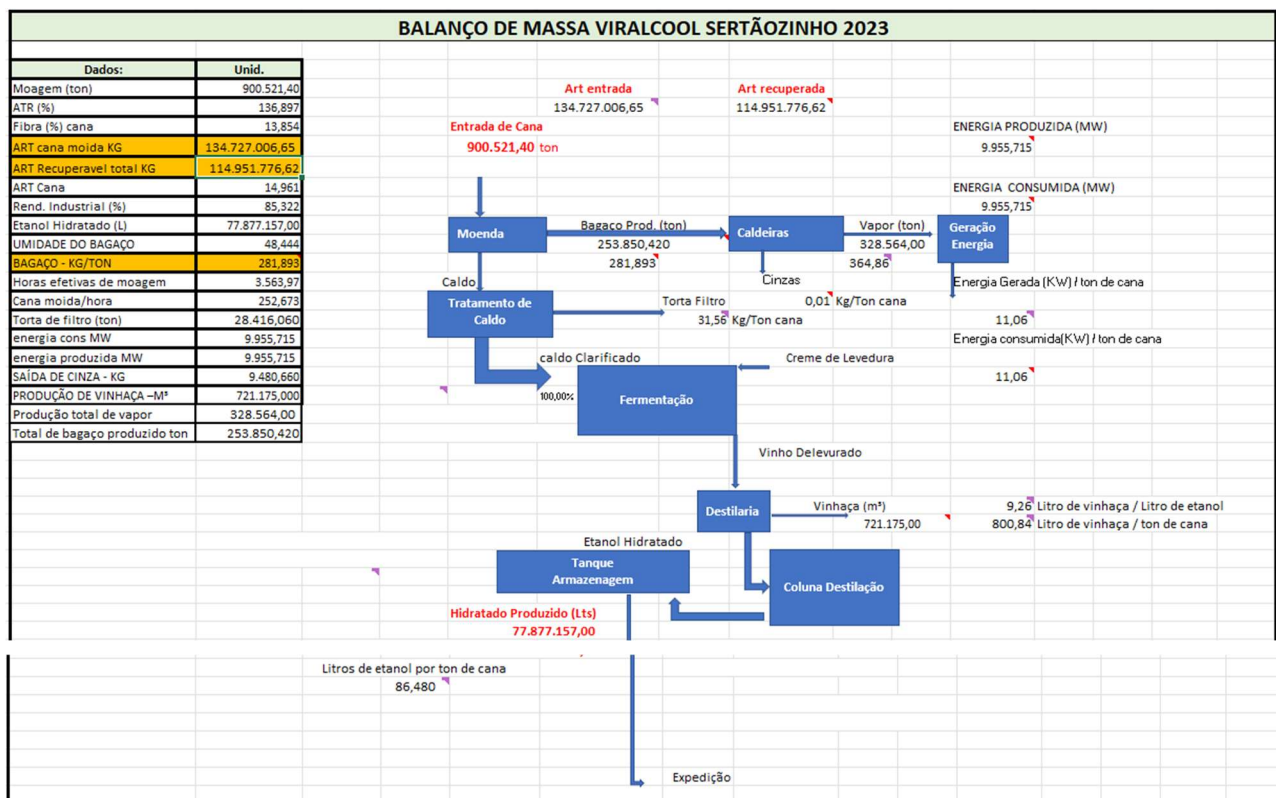 BALANÇO DE MASSA VIRALCOOL SERTÃOZINHO 2023
Dados: Unid.
Moagem (ton) 900.521,40
ATR (%) 136,897
Fibra (%) cana 13,854
ART cana moida KG 134.727.006,65
ART Recuperavel total KG 114.951.776,62
ART Cana 14,961
Rend. Industrial (%) 85,322
Etanol Hidratado (L) 77.877.157,00
UMIDADE DO BAGAÇO 48,444
BAGAÇO - KG/TON 281,893
Horas efetivas de moagem 3.563,97
Cana moida/hora 252,673
Torta de filtro (ton) 28.416,060
energia cons MW 9.955,715
energia produzida MW 9.955,715
SAÍDA DE CINZA - KG 9.480,660
PRODUÇÃO DE VINHAÇA –M³ 721.175,000
Produção total de vapor 328.564,00
Total de bagaço produzido ton 253.850,420
Art entrada Art recuperada
134.727.006,65 114.951.776,62
Entrada de Cana
900.521,40 ton
ENERGIA PRODUZIDA (MW)
9.955,715
ENERGIA CONSUMIDA (MW)
9.955,715
Moenda
Bagaço Prod. (ton)
253.850,420
281,893
Caldeiras
Vapor (ton)
328.564,00
364,86
Geração
Energia
Caldo
Cinzas
Energia Gerada (KW) / ton de cana
Tratamento de
Caldo
Torta Filtro 0,01 Kg/Ton cana
31,56 Kg/Ton cana
11,06
Energia consumida(KW) / ton de cana
11,06
caldo Clarificado
Creme de Levedura
100,00%
Fermentação
Vinho Delevurado
Destilaria
Vinhaça (m³)
721.175,00
9,26 Litro de vinhaça / Litro de etanol
800,84 Litro de vinhaça / ton de cana
Etanol Hidratado
Tanque
Armazenagem
Coluna Destilação
Hidratado Produzido (Lts)
77.877.157,00
Litros de etanol por ton de cana
86,480
Expedição